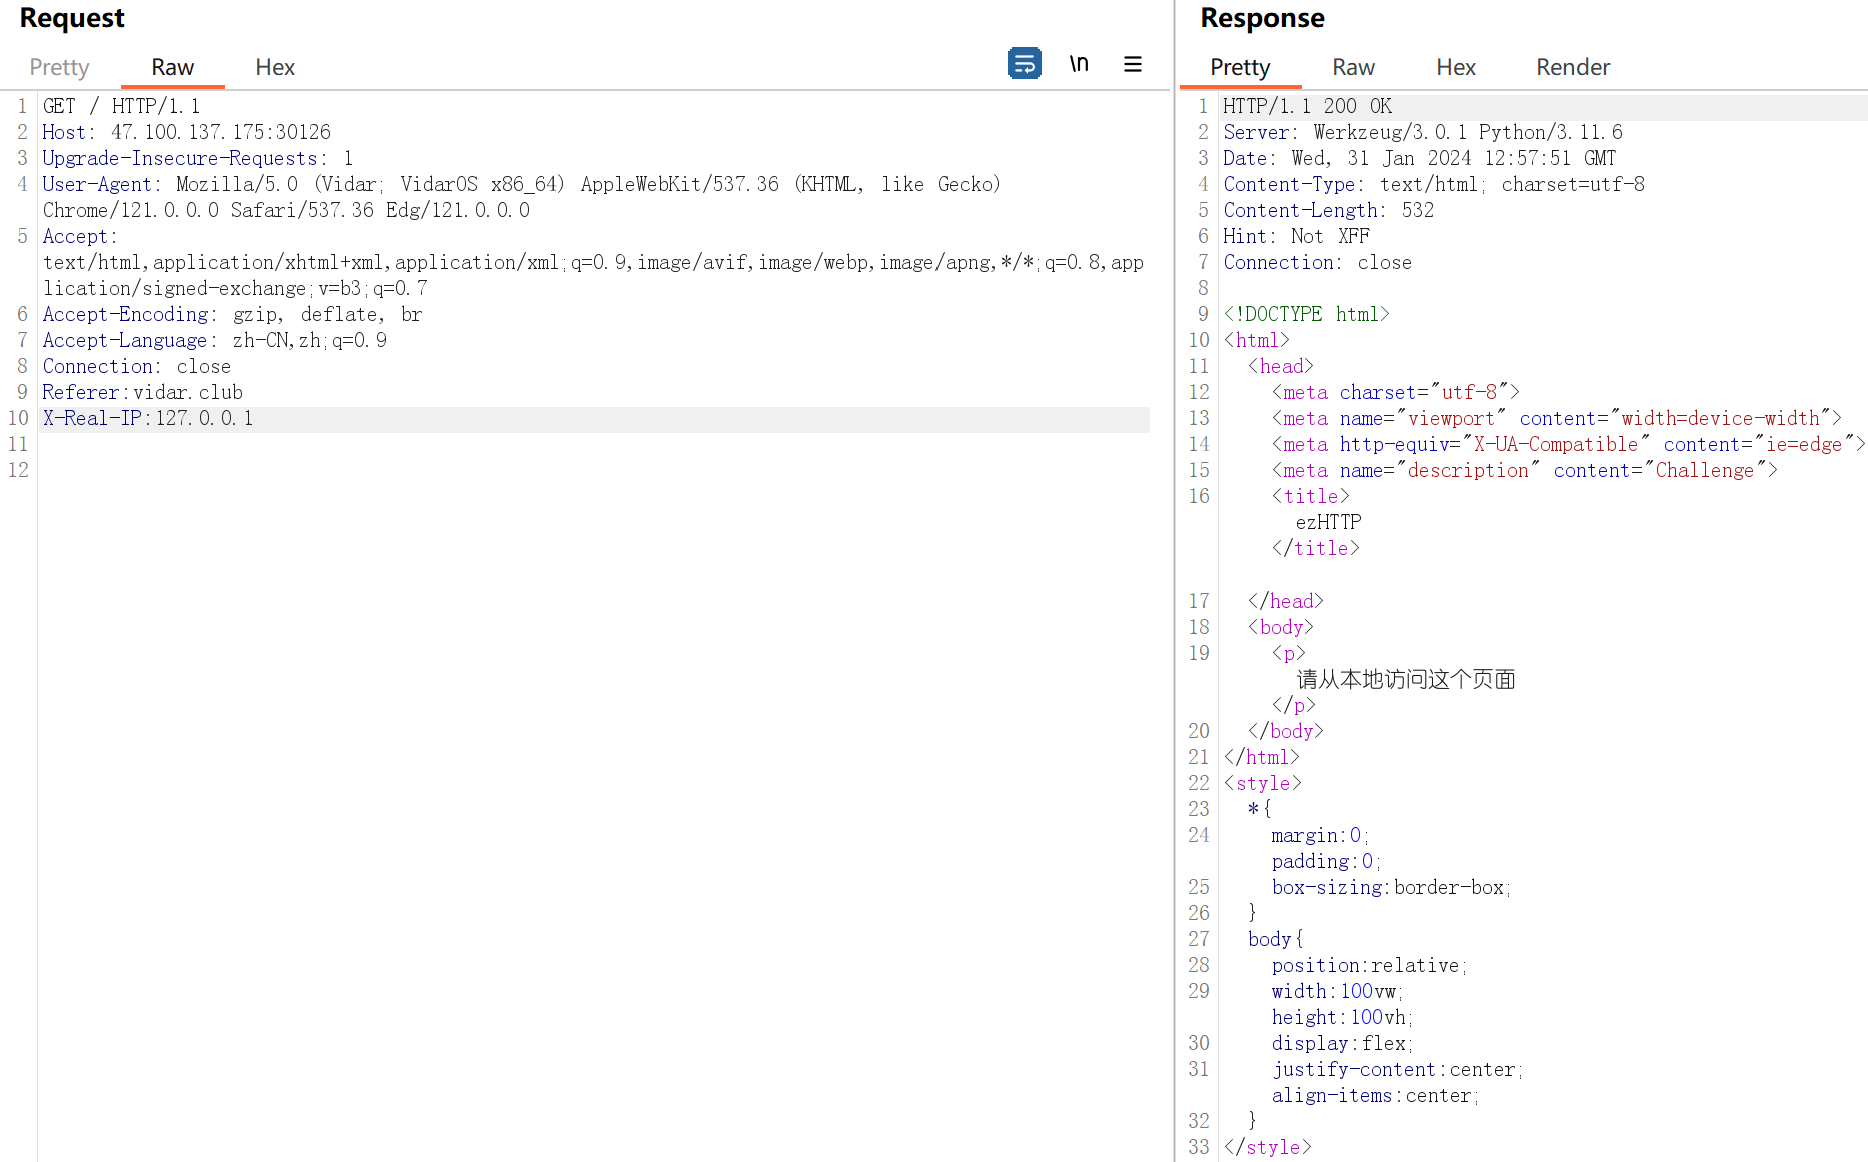 Request
Pretty Raw Hex
\n
1 GET / HTTP/1.1
2 Host: 47.100.137.175:30126
3 Upgrade-Insecure-Requests: 1
4 User-Agent: Mozilla/5.0 (Vidar; VidarOS x86_64) AppleWebKit/537.36 (KHTML, like Gecko)
Chrome/121.0.0.0 Safari/537.36 Edg/121.0.0.0
5 Accept:
text/html,application/xhtml+xml,application/xml;q=0.9,image/avif,image/webp,image/apng,*/*;q=0.8,app
lication/signed-exchange;v=b3;q=0.7
6 Accept-Encoding: gzip, deflate, br
7 Accept-Language: zh-CN,zh;q=0.9
8 Connection: close
9 Referer:vidar.club
10 X-Real-IP:127.0.0.1
11
12
Response
Pretty Raw Hex Render
1 HTTP/1.1 200 OK
2 Server: Werkzeug/3.0.1 Python/3.11.6
3 Date: Wed, 31 Jan 2024 12:57:51 GMT
4 Content-Type: text/html; charset=utf-8
5 Content-Length: 532
6 Hint: Not XFF
7 Connection: close
8
9 <!DOCTYPE html>
10 <html>
11 <head>
12 <meta charset="utf-8">
13 <meta name="viewport" content="width=device-width">
14 <meta http-equiv="X-UA-Compatible" content="ie=edge">
15 <meta name="description" content="Challenge">
16 <title>
ezHTTP
</title>
17 </head>
18 <body>
19 <p>
请从本地访问这个页面
</p>
20 </body>
21 </html>
22 <style>
23 *{
24 margin:0;
padding:0;
25 box-sizing:border-box;
26 }
27 body{
28 position:relative;
29 width:100vw;
height:100vh;
30 display:flex;
31 justify-content:center;
align-items:center;
32 }
33 </style>